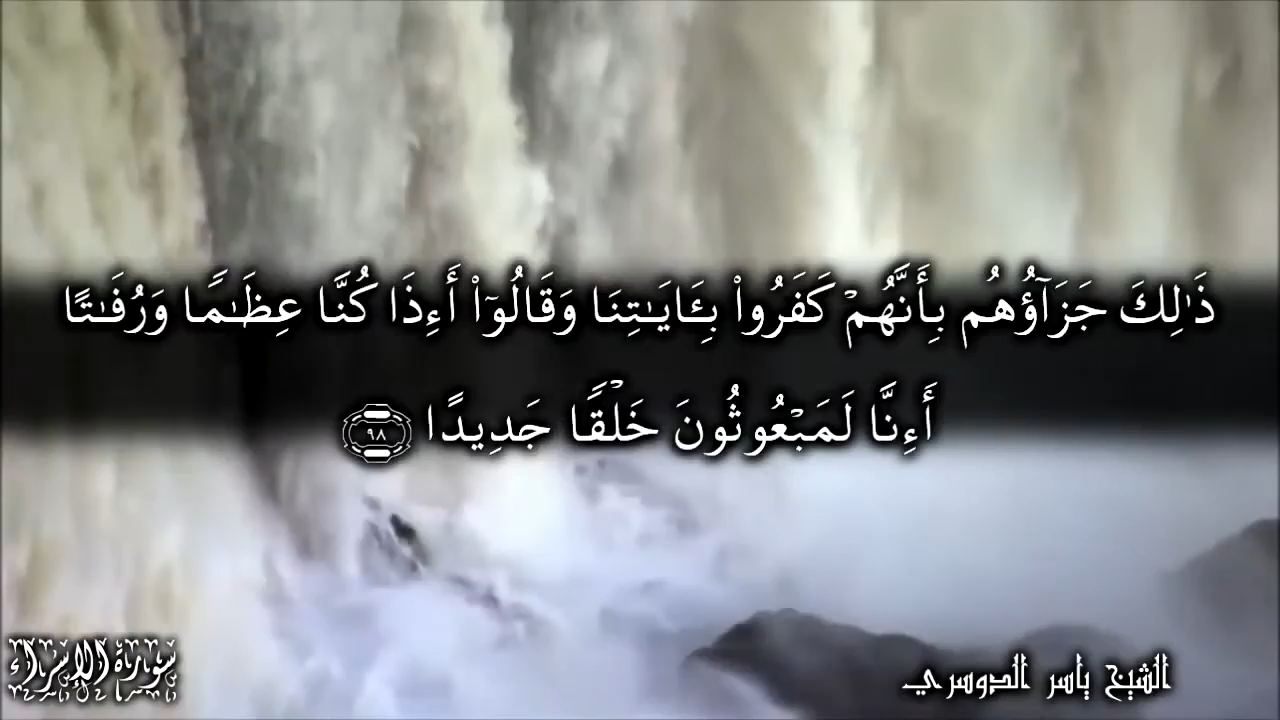 ذَٰلِكَ جَزَآؤُهُم بِأَنَّهُمْ كَفَرُوا۟ بِـَٔايَـٰتِنَا وَقَالُوٓا۟ أَءِذَا كُنَّا عِظَـٰمًا وَرُفَـٰتًا
أَءِنَّا لَمَبْعُوثُونَ خَلْقًا جَدِيدًا ٩٨
سورة الإسراء
الشيخ ياسر الدوسري